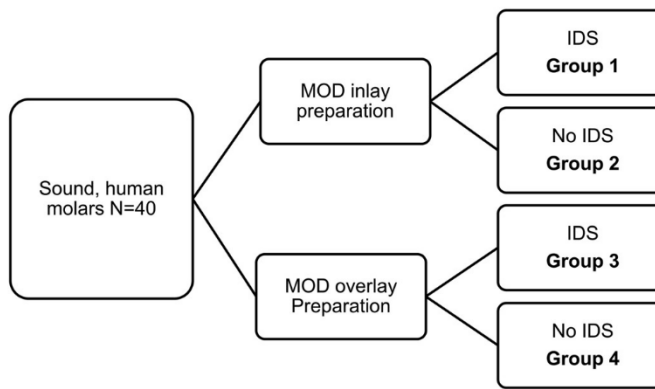 Sound, human
molars N=40
MOD inlay
preparation
MOD overlay
Preparation
IDS
Group 1
No IDS
Group 2
IDS
Group 3
No IDS
Group 4